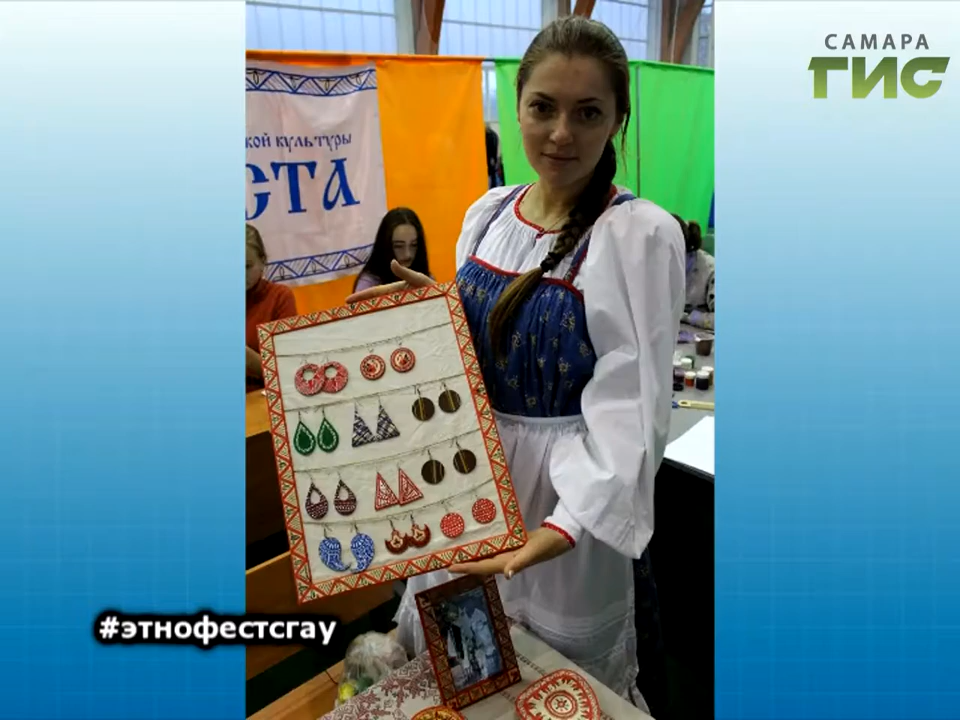 САМАРА
ГИС
кой культуры
ста
#этнофестсгау